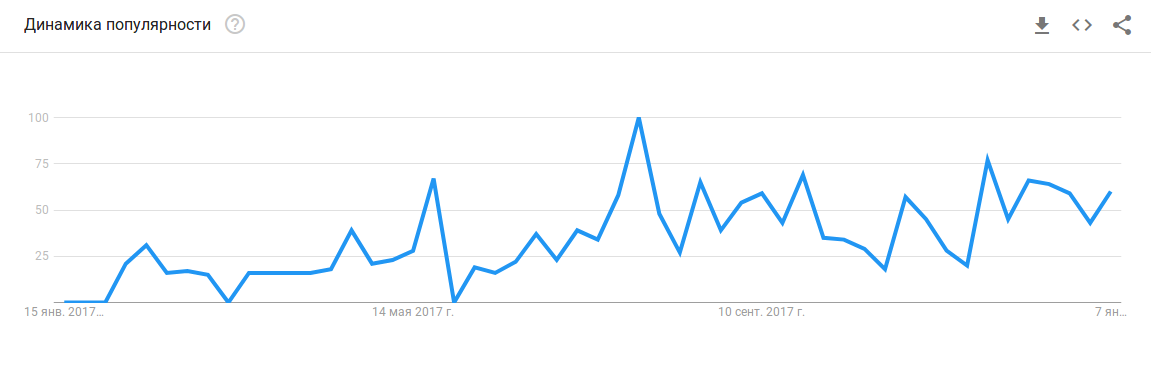 Динамика популярности ?
100
75
50
25
15 янв. 2017…
14 мая 2017 г.
10 сент. 2017 г.
7 ян…